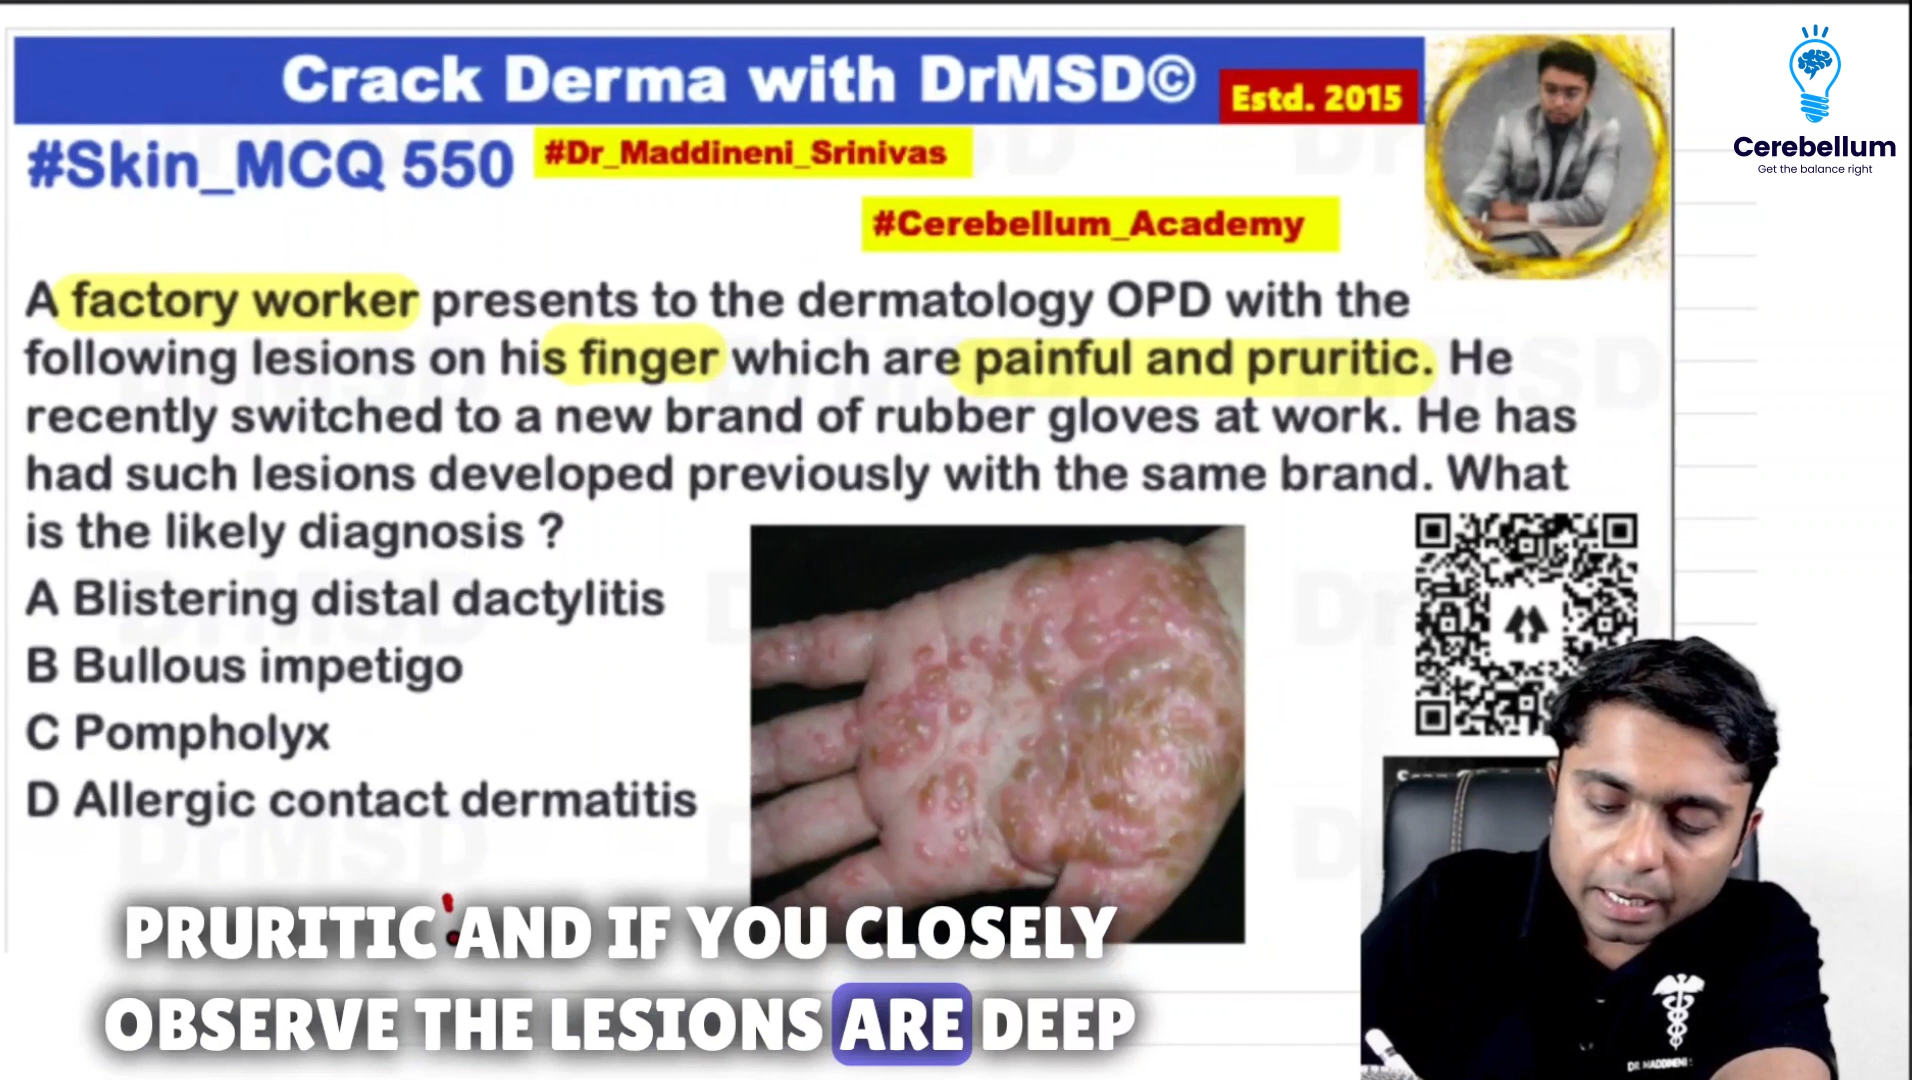 Crack Derma with DrMSD©
Estd. 2015
Cerebellum
Get the balance right
#Skin_MCQ 550
#Dr_Maddineni_Srinivas
#Cerebellum_Academy
A factory worker presents to the dermatology OPD with the
following lesions on his finger which are painful and pruritic. He
recently switched to a new brand of rubber gloves at work. He has
had such lesions developed previously with the same brand. What
is the likely diagnosis ?
A Blistering distal dactylitis
B Bullous impetigo
C Pompholyx
D Allergic contact dermatitis
PRURITIC AND IF YOU CLOSELY
OBSERVE THE LESIONS ARE DEEP
DR MADDINENI